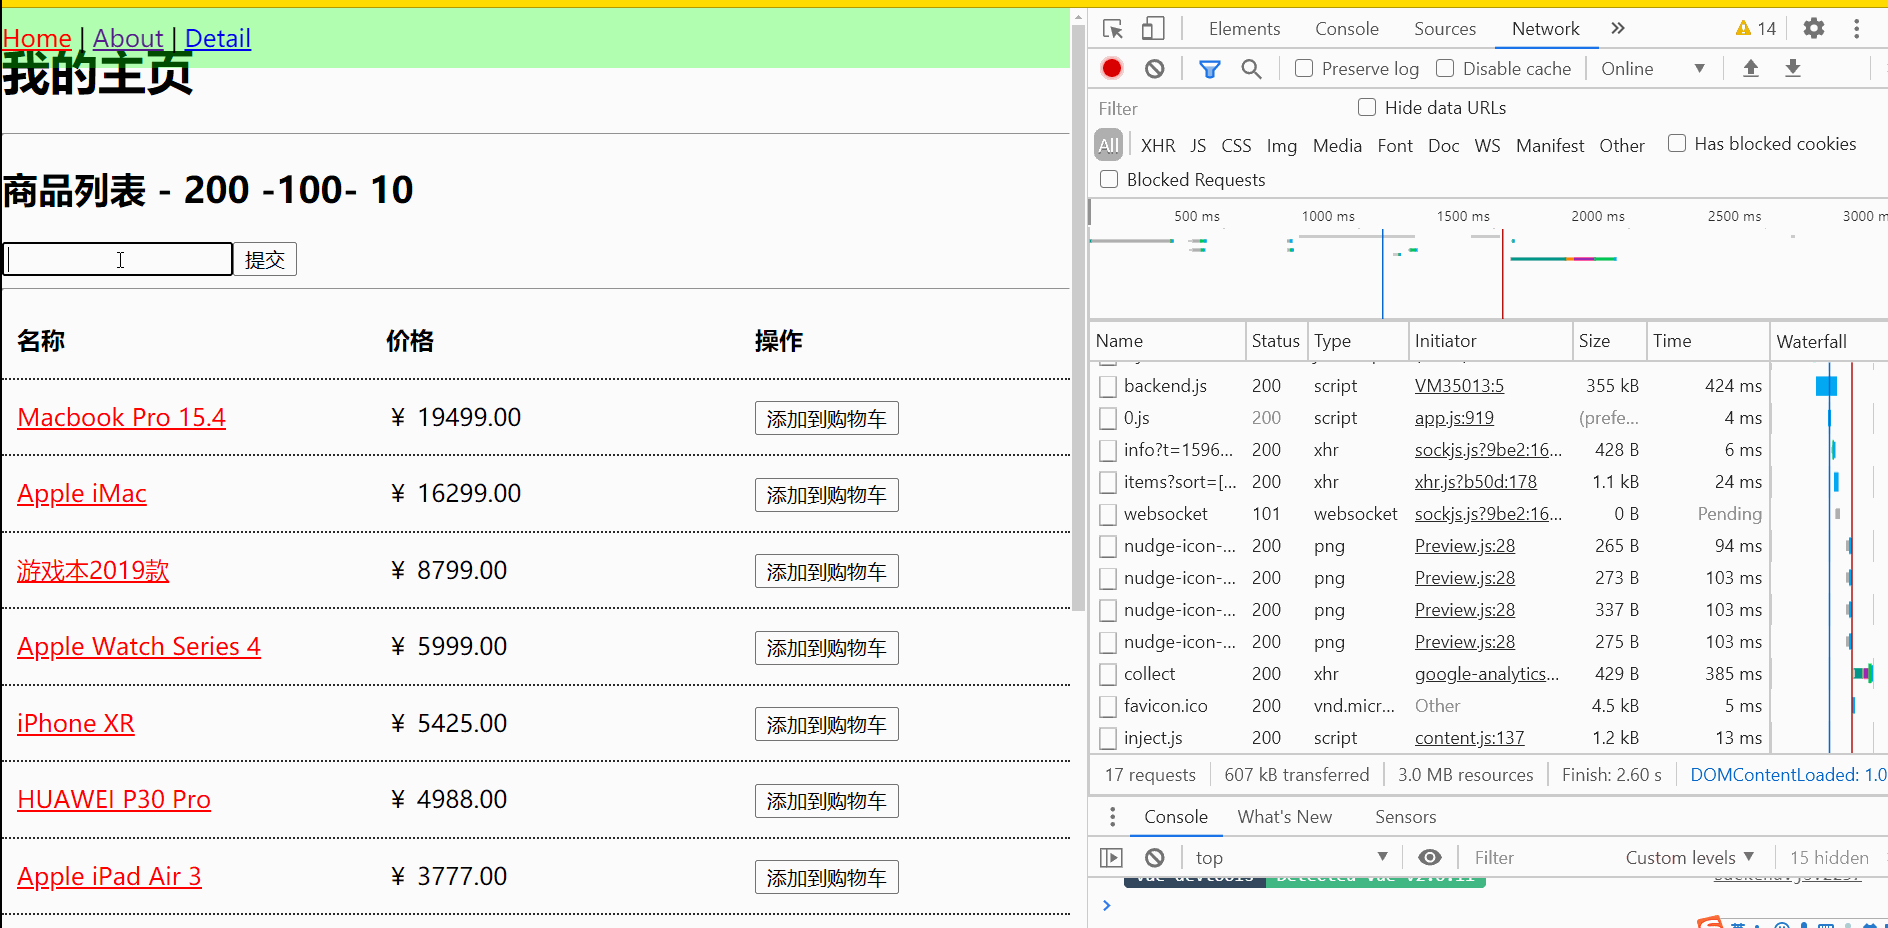 Home | About | Detail
我的主页
商品列表 - 200 -100- 10
提交
名称 价格 操作
Macbook Pro 15.4 ¥ 19499.00 添加到购物车
Apple iMac ¥ 16299.00 添加到购物车
游戏本2019款 ¥ 8799.00 添加到购物车
Apple Watch Series 4 ¥ 5999.00 添加到购物车
iPhone XR ¥ 5425.00 添加到购物车
HUAWEI P30 Pro ¥ 4988.00 添加到购物车
Apple iPad Air 3 ¥ 3777.00 添加到购物车
Elements Console Sources Network » 14
Preserve log Disable cache Online
Filter Hide data URLs
All XHR JS CSS Img Media Font Doc WS Manifest Other Has blocked cookies
Blocked Requests
500 ms 1000 ms 1500 ms 2000 ms 2500 ms 3000 m
Name Status Type Initiator Size Time Waterfall
backend.js 200 script VM35013:5 355 kB 424 ms
0.js 200 script app.js:919 (prefe... 4 ms
info?t=1596... 200 xhr sockjs.js?9be2:16... 428 B 6 ms
items?sort=[... 200 xhr xhr.js?b50d:178 1.1 kB 24 ms
websocket 101 websocket sockjs.js?9be2:16... 0 B Pending
nudge-icon-... 200 png Preview.js:28 265 B 94 ms
nudge-icon-... 200 png Preview.js:28 273 B 103 ms
nudge-icon-... 200 png Preview.js:28 337 B 103 ms
nudge-icon-... 200 png Preview.js:28 275 B 103 ms
collect 200 xhr google-analytics... 429 B 385 ms
favicon.ico 200 vnd.micr... Other 4.5 kB 5 ms
inject.js 200 script content.js:137 1.2 kB 13 ms
17 requests 607 kB transferred 3.0 MB resources Finish: 2.60 s DOMContentLoaded: 1.0
Console What's New Sensors
top Filter Custom levels 15 hidden